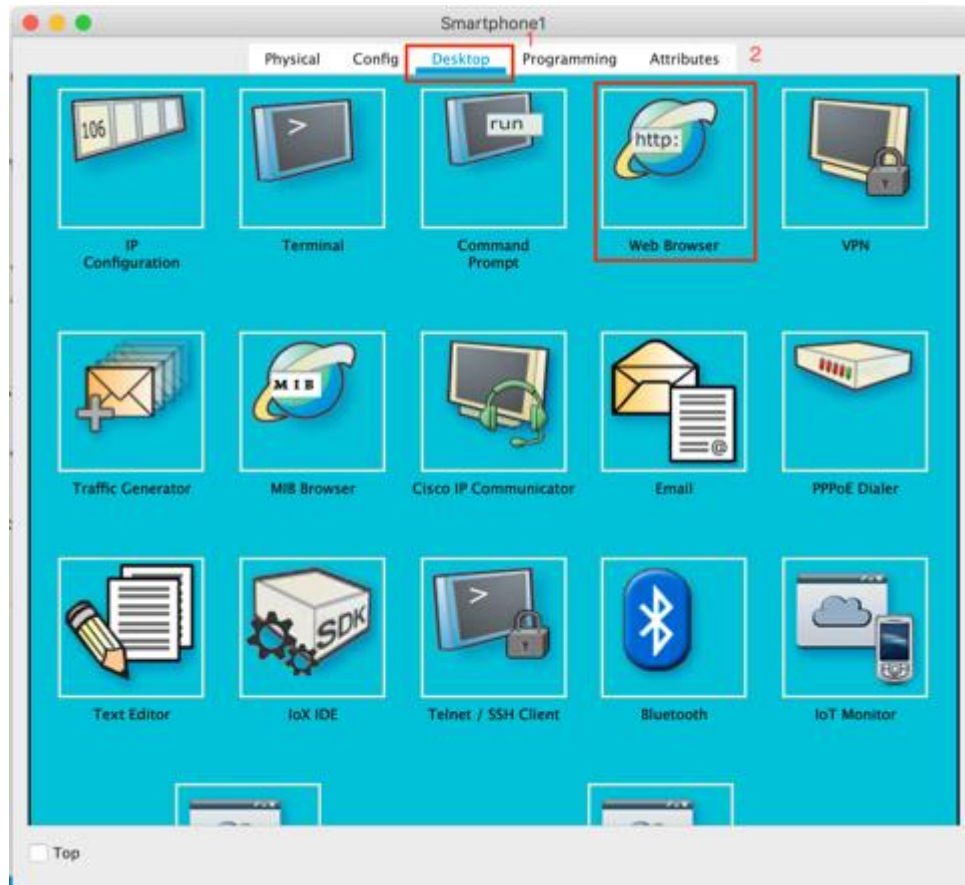 Smartphone1
1
Physical Config Desktop Programming Attributes 2
106
>
run
http:
IP
Configuration
Terminal
Command
Prompt
Web Browser
VPN
MIB
Traffic Generator
MIB Browser
Cisco IP Communicator
@
Email
PPPoE Dialer
SDK
>
Text Editor
IoX IDE
Telnet / SSH Client
Bluetooth
IoT Monitor
Top